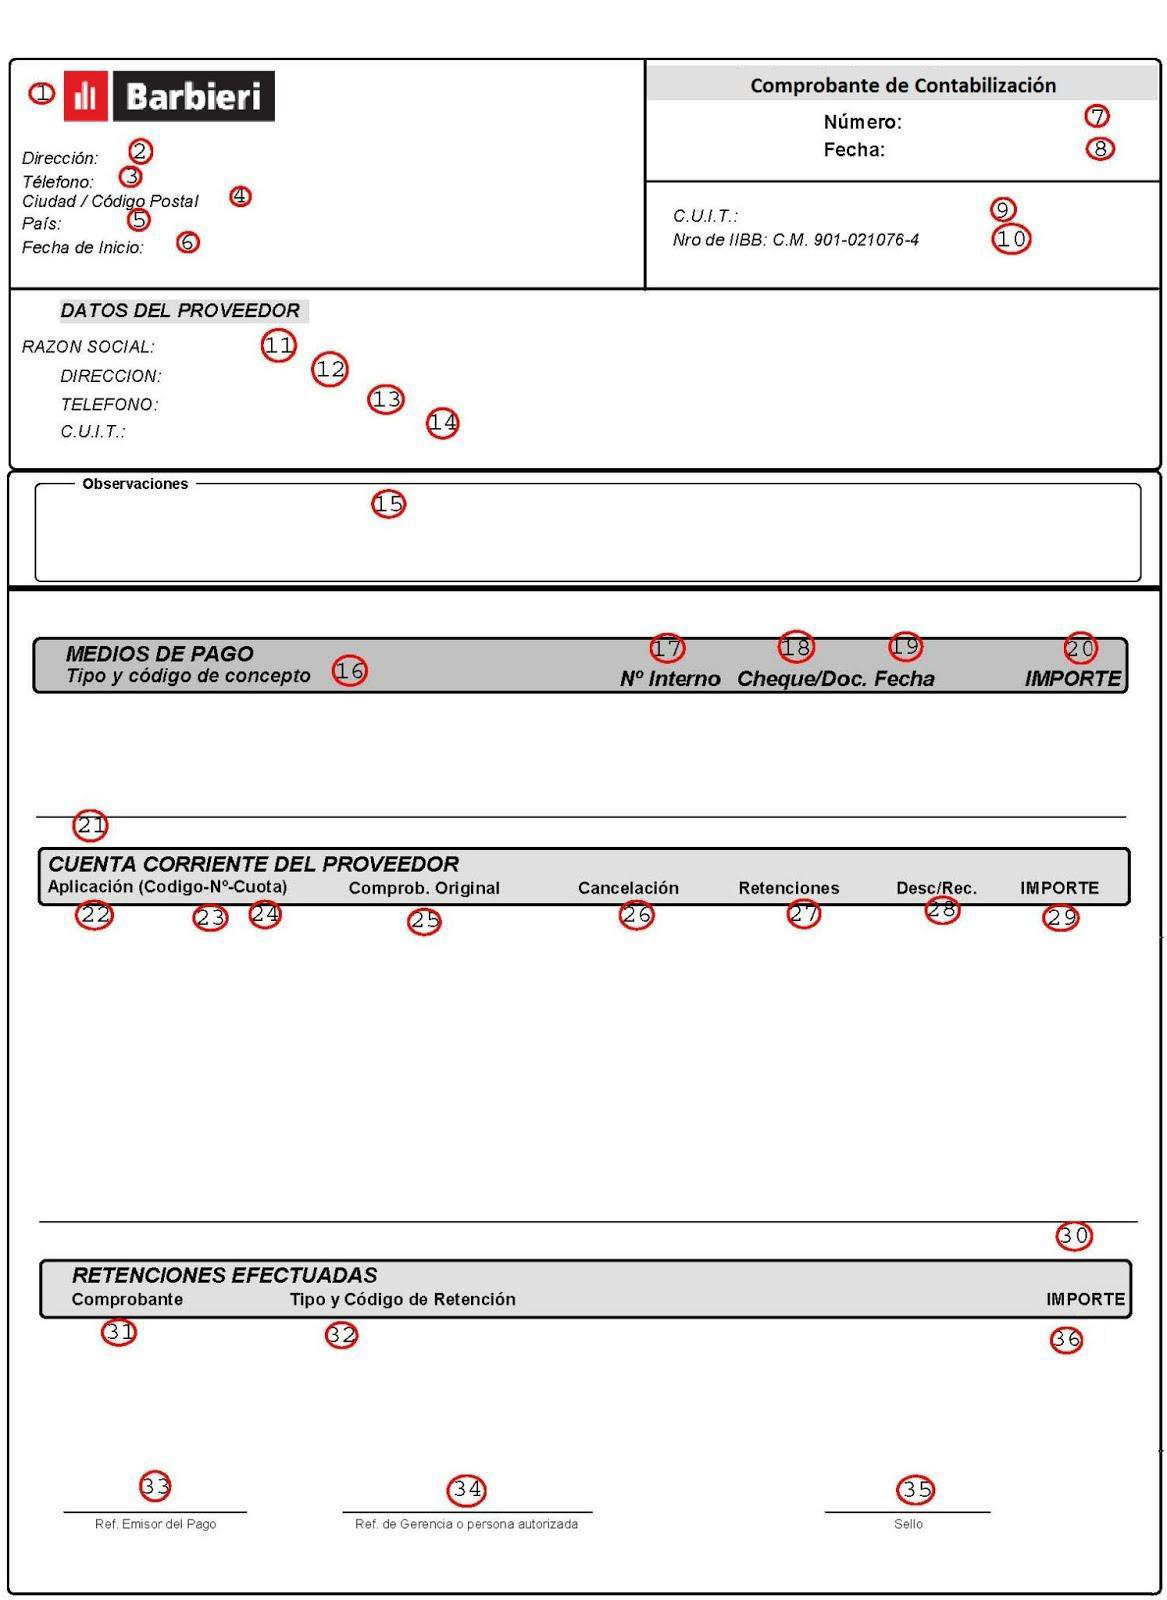 1 Barbieri
Comprobante de Contabilización
Número: 7
Fecha: 8
Dirección: 2
Télefono: 3
Ciudad / Código Postal 4
País: 5
Fecha de Inicio: 6
C.U.I.T.: 9
Nro de IIBB: C.M. 901-021076-4 10
DATOS DEL PROVEEDOR
RAZON SOCIAL: 11
DIRECCION: 12
TELEFONO: 13
C.U.I.T.: 14
Observaciones
15
MEDIOS DE PAGO 17 18 19 20
Tipo y código de concepto 16 Nº Interno Cheque/Doc. Fecha IMPORTE
21
CUENTA CORRIENTE DEL PROVEEDOR
Aplicación (Codigo-Nº-Cuota) Comprob. Original Cancelación Retenciones Desc/Rec. IMPORTE
22 23 24 25 26 27 28 29
30
RETENCIONES EFECTUADAS
Comprobante Tipo y Código de Retención IMPORTE
31 32 36
33 34 35
Ref. Emisor del Pago Ref. de Gerencia o persona autorizada Sello